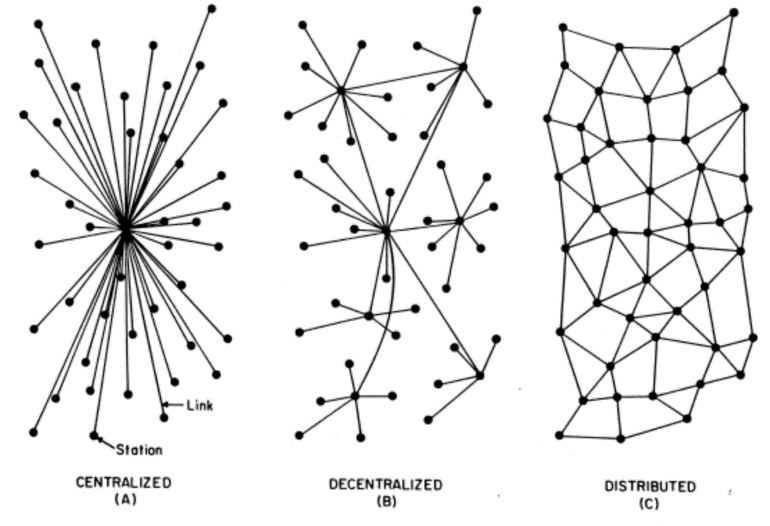 Link
Station
CENTRALIZED
(A)
DECENTRALIZED
(B)
DISTRIBUTED
(C)